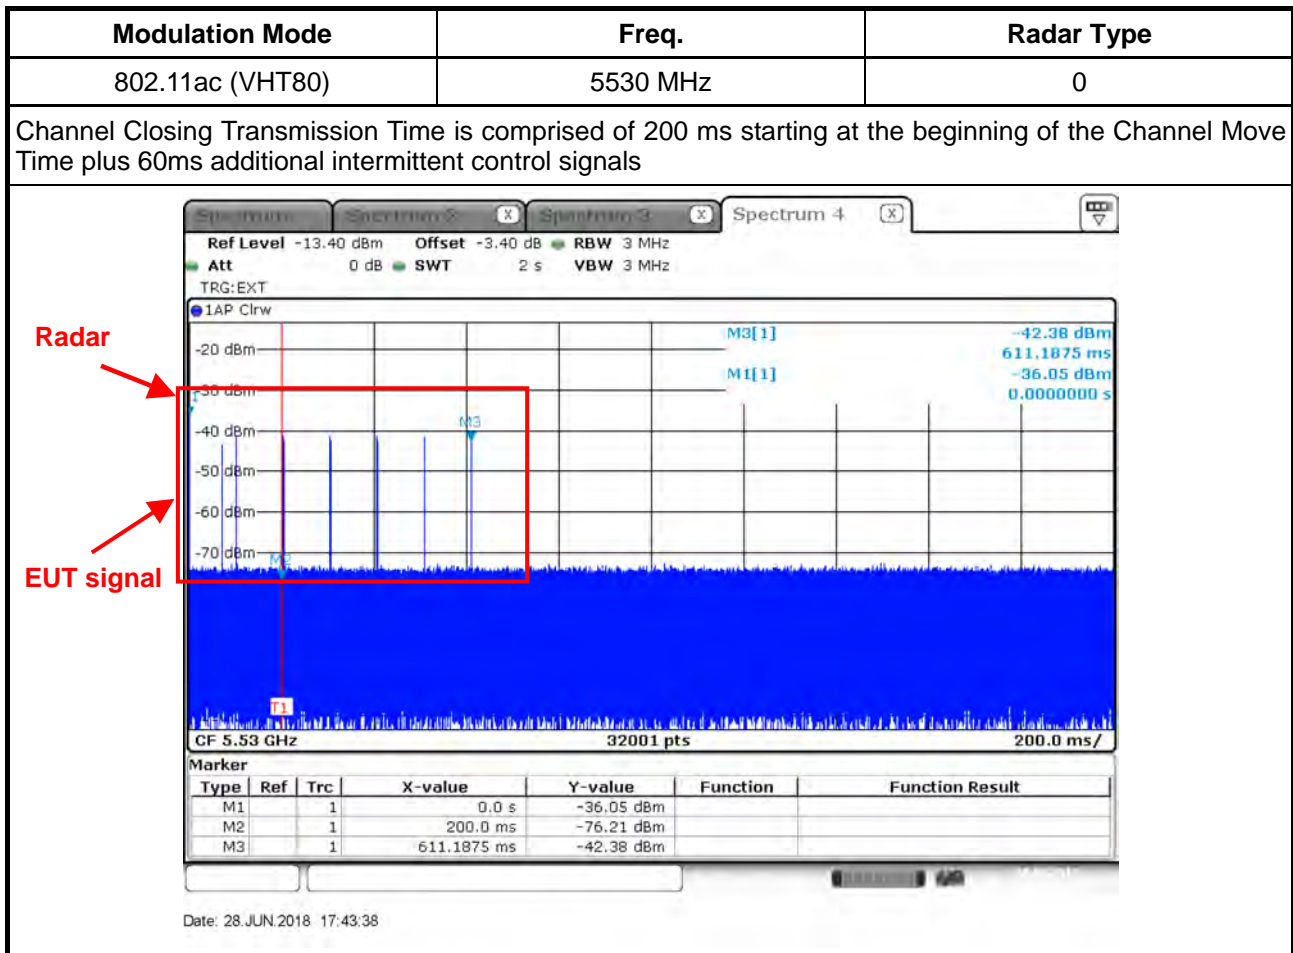 Modulation Mode Freq. Radar Type
802.11ac (VHT80) 5530 MHz 0
Channel Closing Transmission Time is comprised of 200 ms starting at the beginning of the Channel Move
Time plus 60ms additional intermittent control signals
Spectrum Spectrum 2 X Spectrum 3 X Spectrum 4 X
Ref Level -13.40 dBm Offset -3.40 dB RBW 3 MHz
Att 0 dB SWT 2 s VBW 3 MHz
TRG:EXT
1AP Clrw
Radar
M3[1] -42.38 dBm
-20 dBm
611.1875 ms
M1[1] -36.05 dBm
-30 dBm
0.0000000 s
M3
-40 dBm
-50 dBm
-60 dBm
-70 dBm
M2
EUT signal
T1
CF 5.53 GHz 32001 pts 200.0 ms/
Marker
Type Ref Trc X-value Y-value Function Function Result
M1 1 0.0 s -36.05 dBm
M2 1 200.0 ms -76.21 dBm
M3 1 611.1875 ms -42.38 dBm
Date: 28.JUN.2018 17:43:38